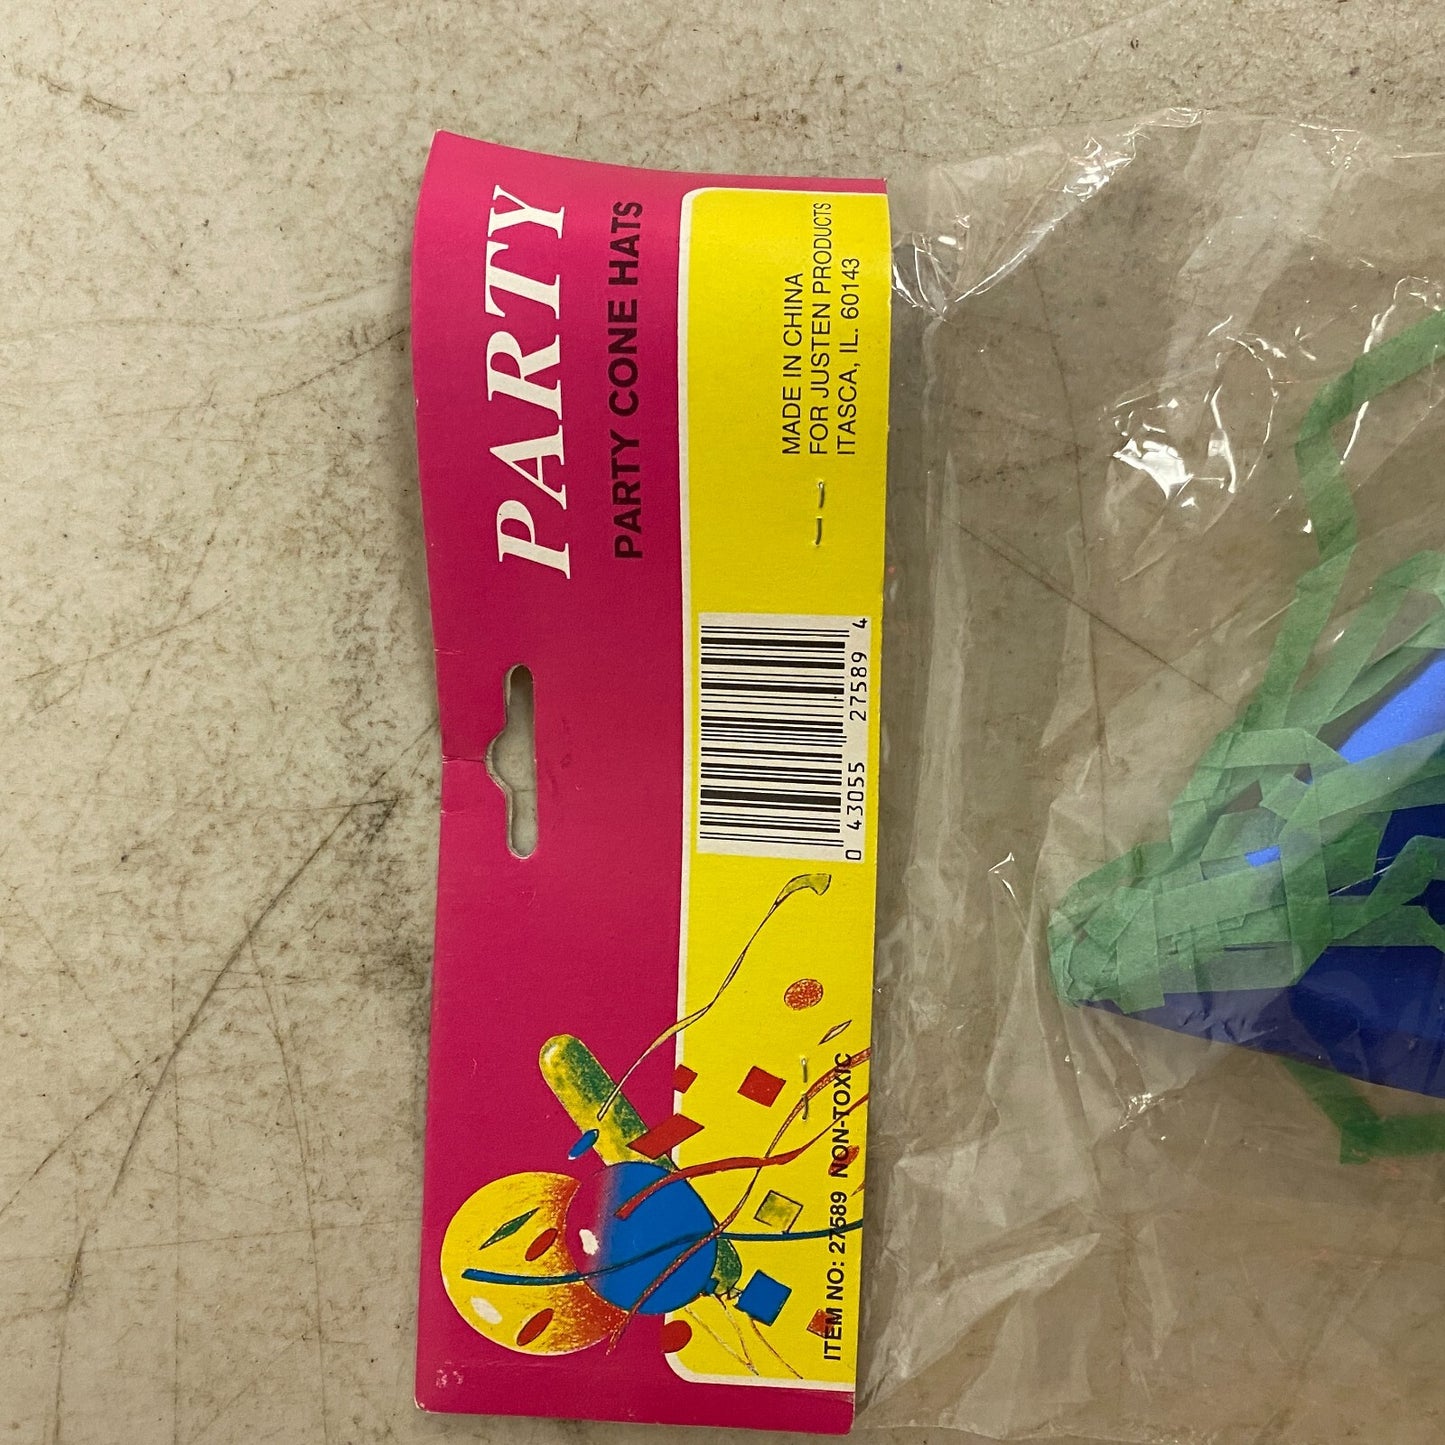 PARTY
PARTY CONE HATS
MADE IN CHINA
FOR JUSTEN PRODUCTS
ITASCA, IL. 60143
0 43055 27589 4
ITEM NO: 27589 NON-TOXIC